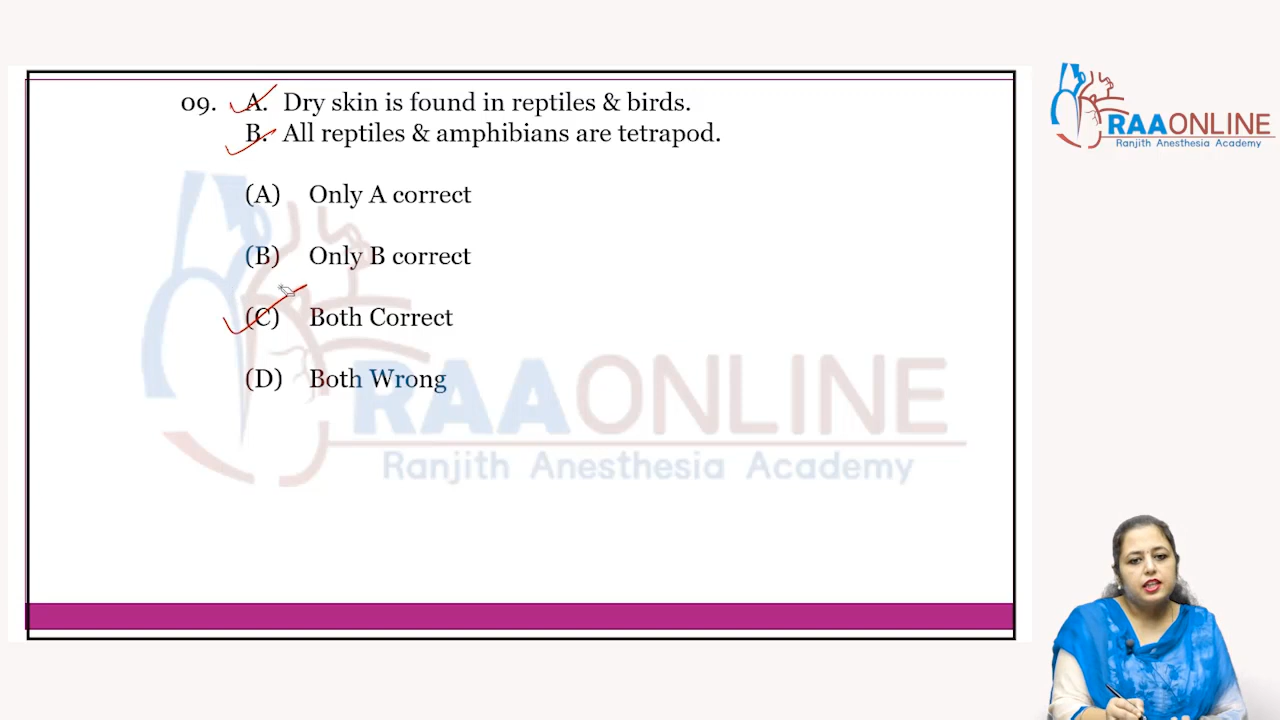 09. A. Dry skin is found in reptiles & birds.
B. All reptiles & amphibians are tetrapod.
(A) Only A correct
(B) Only B correct
(C) Both Correct
(D) Both Wrong
RAAONLINE
Ranjith Anesthesia Academy
RAAONLINE
Ranjith Anesthesia Academy